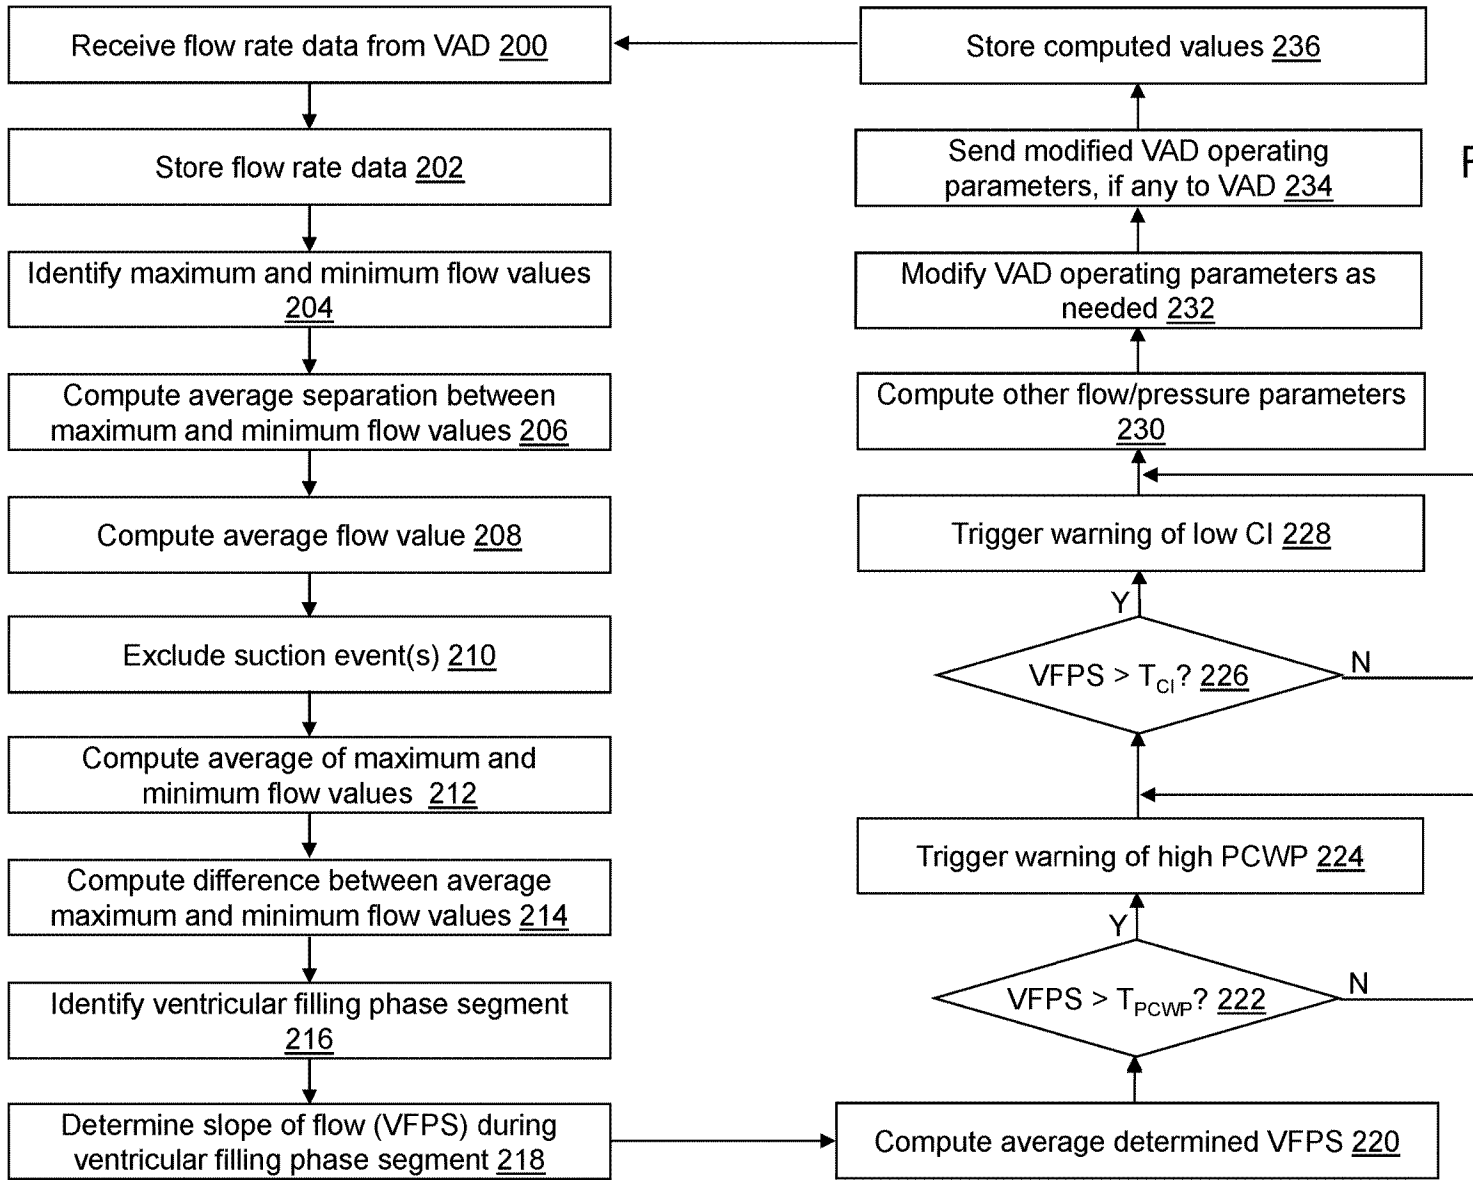 Receive flow rate data from VAD 200
Store flow rate data 202
Identify maximum and minimum flow values
204
Compute average separation between
maximum and minimum flow values 206
Compute average flow value 208
Exclude suction event(s) 210
Compute average of maximum and
minimum flow values 212
Compute difference between average
maximum and minimum flow values 214
Identify ventricular filling phase segment
216
Determine slope of flow (VFPS) during
ventricular filling phase segment 218
Compute average determined VFPS 220
VFPS > TPCWP? 222
Y
N
Trigger warning of high PCWP 224
VFPS > TCI? 226
Y
N
Trigger warning of low CI 228
Compute other flow/pressure parameters
230
Modify VAD operating parameters as
needed 232
Send modified VAD operating
parameters, if any to VAD 234
Store computed values 236